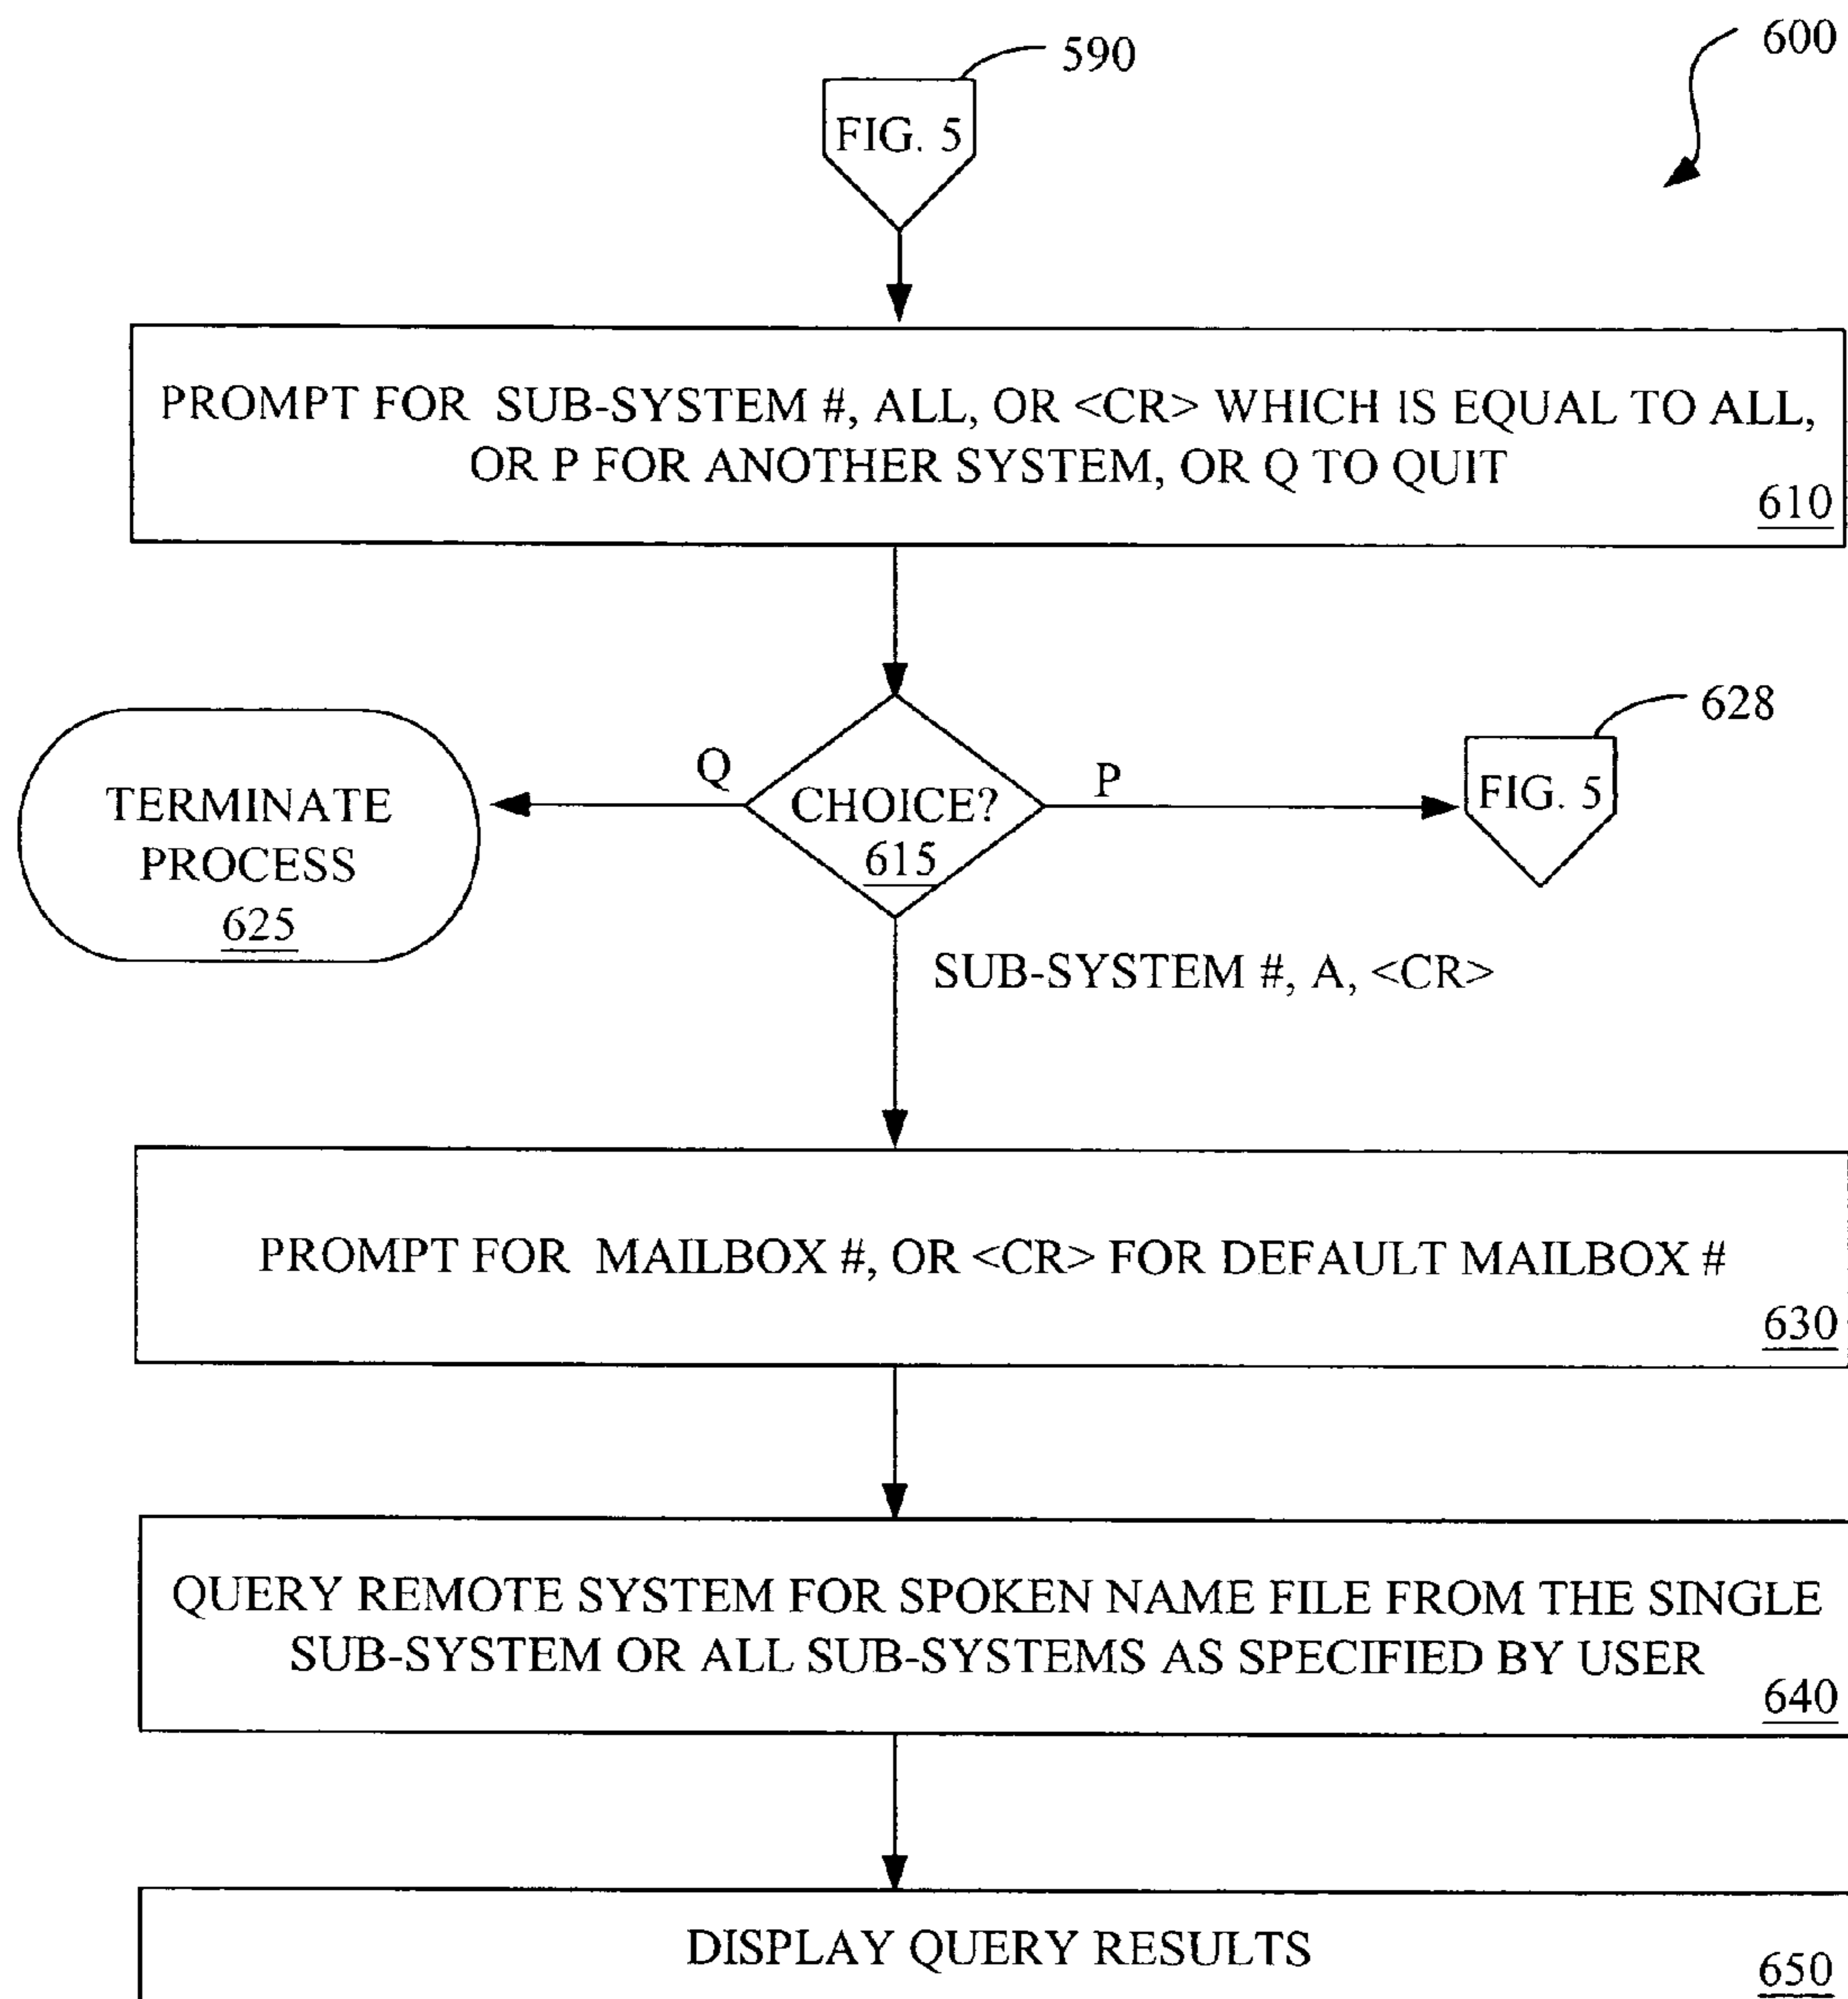 600
590
FIG. 5
PROMPT FOR SUB-SYSTEM #, ALL, OR <CR> WHICH IS EQUAL TO ALL,
OR P FOR ANOTHER SYSTEM, OR Q TO QUIT
610
628
Q
P
CHOICE?
615
FIG. 5
TERMINATE
PROCESS
625
SUB-SYSTEM #, A, <CR>
PROMPT FOR MAILBOX #, OR <CR> FOR DEFAULT MAILBOX #
630
QUERY REMOTE SYSTEM FOR SPOKEN NAME FILE FROM THE SINGLE
SUB-SYSTEM OR ALL SUB-SYSTEMS AS SPECIFIED BY USER
640
DISPLAY QUERY RESULTS
650